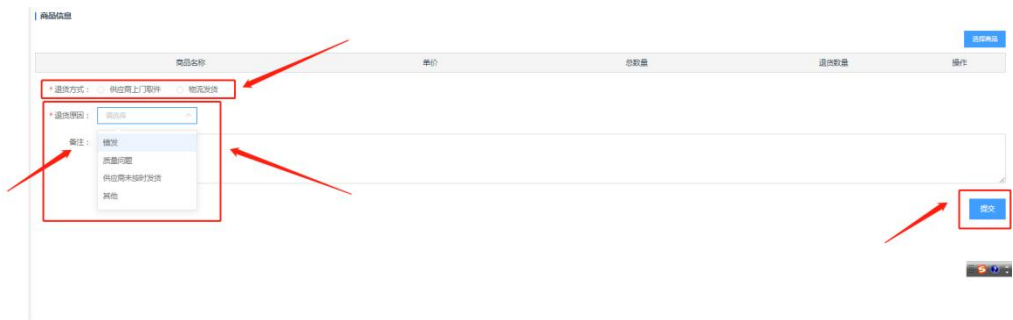 商品信息
选择商品
商品名称 单价 总数量 退货数量 操作
* 退货方式： 供应商上门取件 物流发货
* 退货原因： 请选择
备注：
错发
质量问题
供应商未按时发货
其他
提交